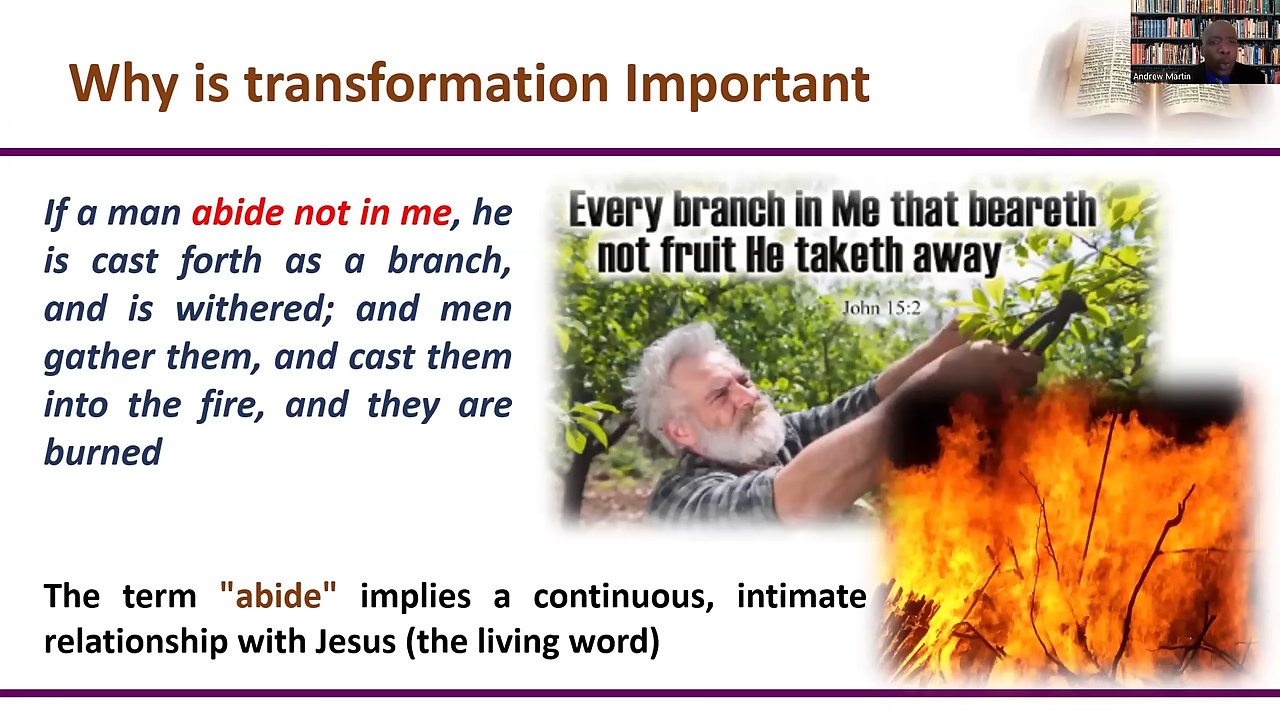 Why is transformation Important
Andrew Martin
If a man abide not in me, he
is cast forth as a branch,
and is withered; and men
gather them, and cast them
into the fire, and they are
burned
Every branch in Me that beareth
not fruit He taketh away
John 15:2
The term "abide" implies a continuous, intimate
relationship with Jesus (the living word)